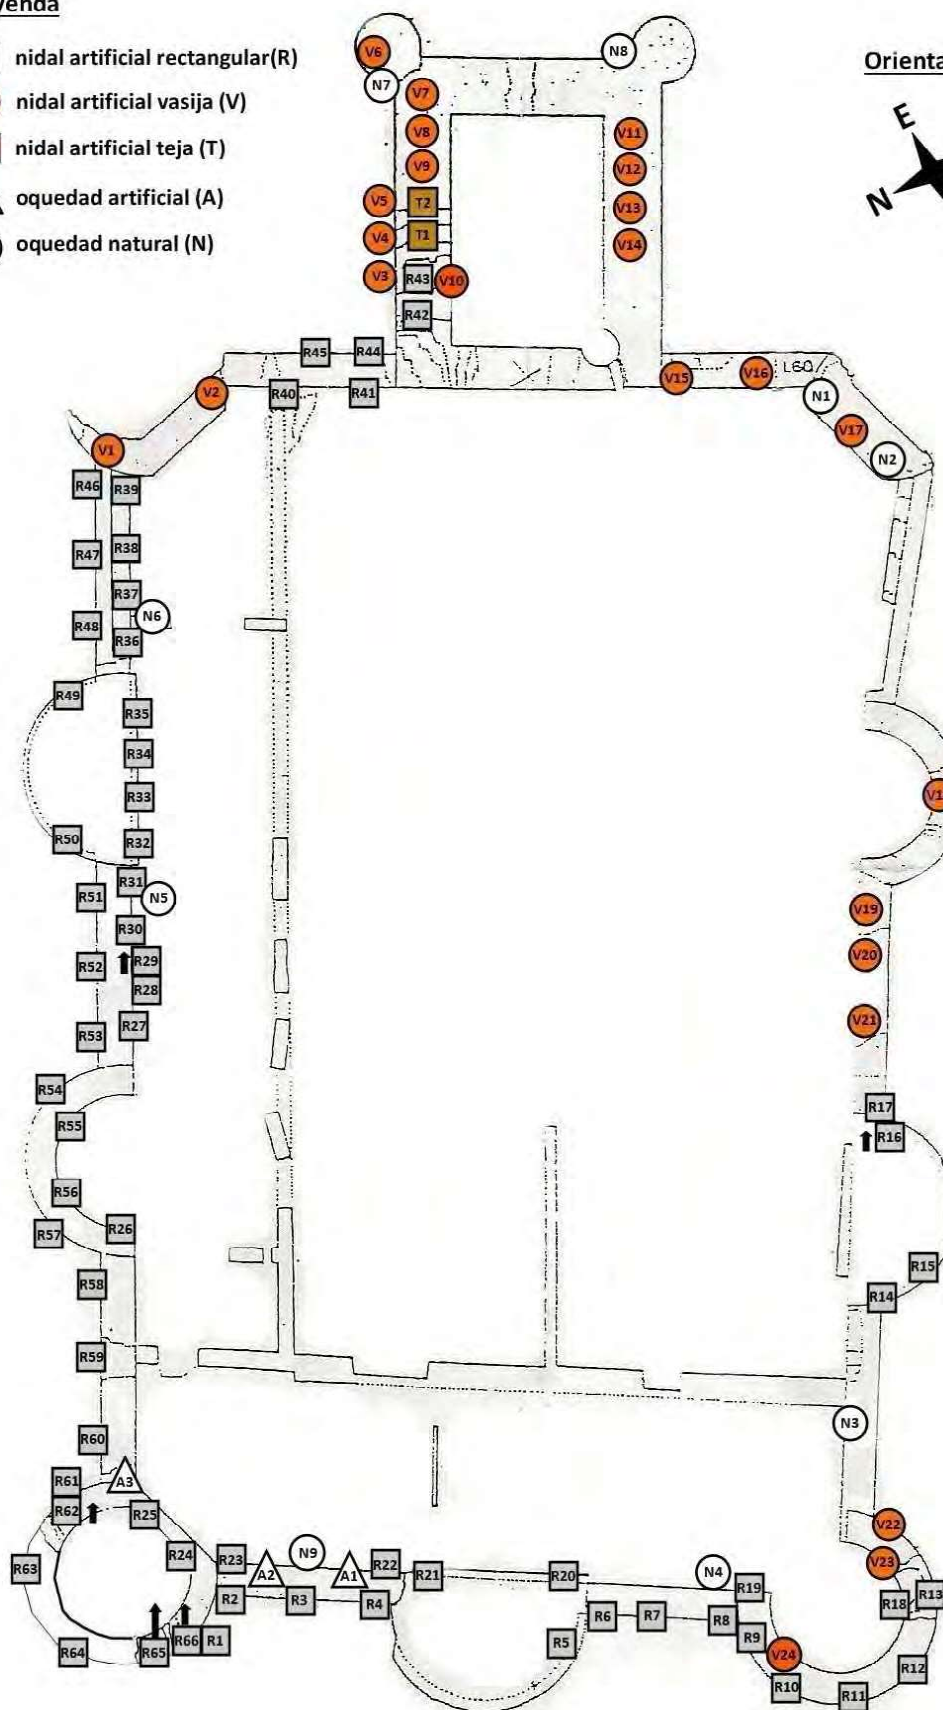 yenda
nidal artificial rectangular(R)
nidal artificial vasija (V)
nidal artificial teja (T)
oquedad artificial (A)
oquedad natural (N)
Orienta
E
N
V6
N8
N7
V7
V8
V11
V9
V12
V5
T2
V13
V4
T1
V14
V3
R43
V10
R42
R45
R44
V15
V16
L60
V2
R40
R41
N1
V17
V1
N2
R46
R39
R47
R38
R37
R48
N6
R36
R49
R35
R34
R33
V1
R50
R32
R31
R51
N5
V19
R30
R52
R29
V20
R28
R53
R27
V21
R54
R17
R55
R16
R56
R57
R26
R15
R58
R14
R59
N3
R60
R61
A3
R62
R25
V22
R63
R24
R23
N9
A2
A1
R22
R21
R20
N4
R19
V23
R18
R13
R2
R3
R4
R6
R7
R8
R64
R65
R66
R1
R5
R9
V24
R10
R11
R12